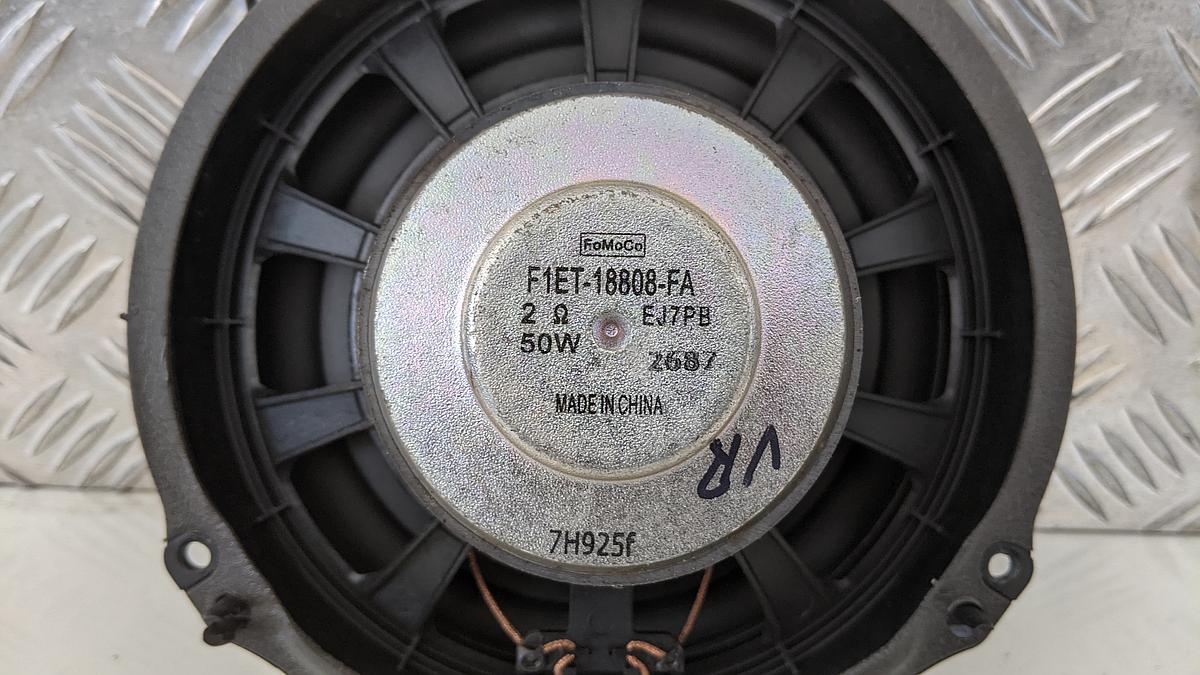 FoMoCo
F1ET-18808-FA
2 Ω EJ7PB
50W 2687
MADE IN CHINA
VR
7H925f